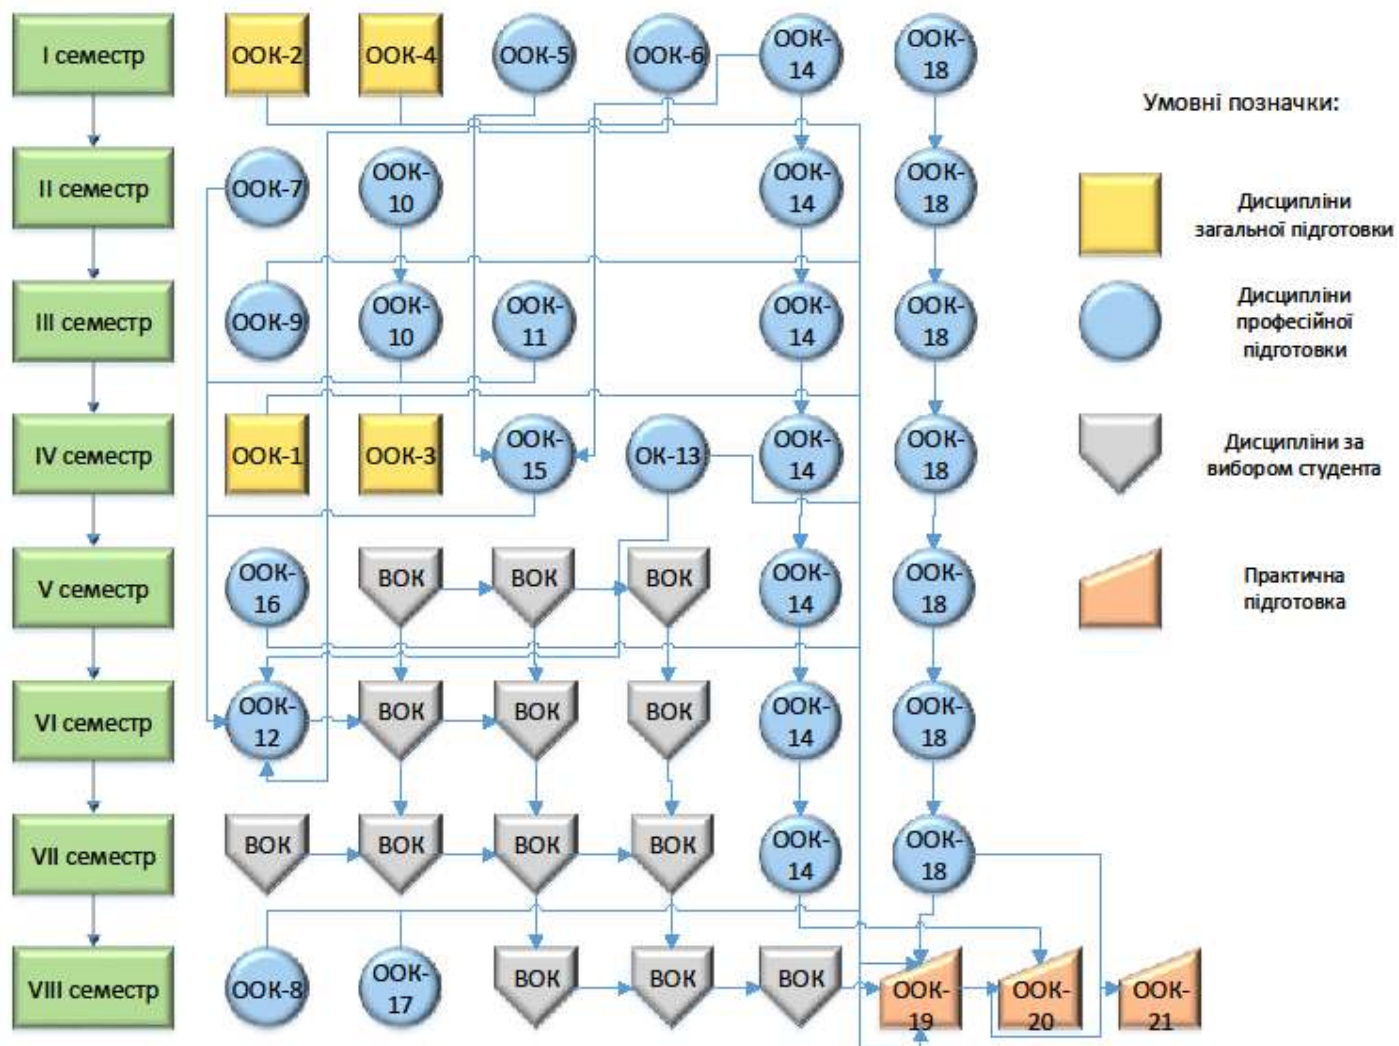 I семестр
ООК-2
ООК-4
ООК-5
ООК-6
ООК-
14
ООК-
18
Умовні позначки:
II семестр
ООК-7
ООК-
10
ООК-
14
ООК-
18
Дисципліни
загальної підготовки
III семестр
ООК-9
ООК-
10
ООК-
11
ООК-
14
ООК-
18
Дисципліни
професійної
підготовки
IV семестр
ООК-1
ООК-3
ООК-
15
ОК-13
ООК-
14
ООК-
18
Дисципліни за
вибором студента
V семестр
ООК-
16
ВОК
ВОК
ВОК
ООК-
14
ООК-
18
Практична
підготовка
VI семестр
ООК-
12
ВОК
ВОК
ВОК
ООК-
14
ООК-
18
VII семестр
ВОК
ВОК
ВОК
ВОК
ООК-
14
ООК-
18
VIII семестр
ООК-8
ООК-
17
ВОК
ВОК
ВОК
ООК-
19
ООК-
20
ООК-
21